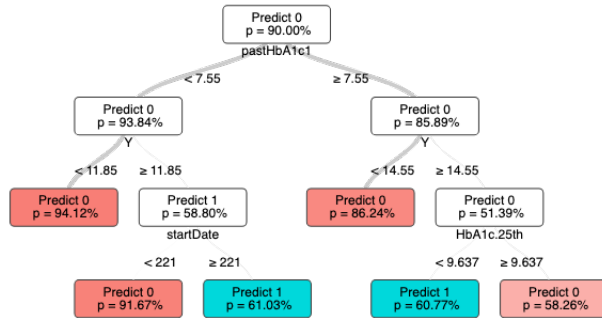 Predict 0
p = 90.00%
pastHbA1c1
< 7.55
≥ 7.55
Predict 0
p = 93.84%
Y
Predict 0
p = 85.89%
Y
< 11.85
≥ 11.85
< 14.55
≥ 14.55
Predict 0
p = 94.12%
Predict 1
p = 58.80%
startDate
Predict 0
p = 86.24%
Predict 0
p = 51.39%
HbA1c.25th
< 221
≥ 221
< 9.637
≥ 9.637
Predict 0
p = 91.67%
Predict 1
p = 61.03%
Predict 1
p = 60.77%
Predict 0
p = 58.26%